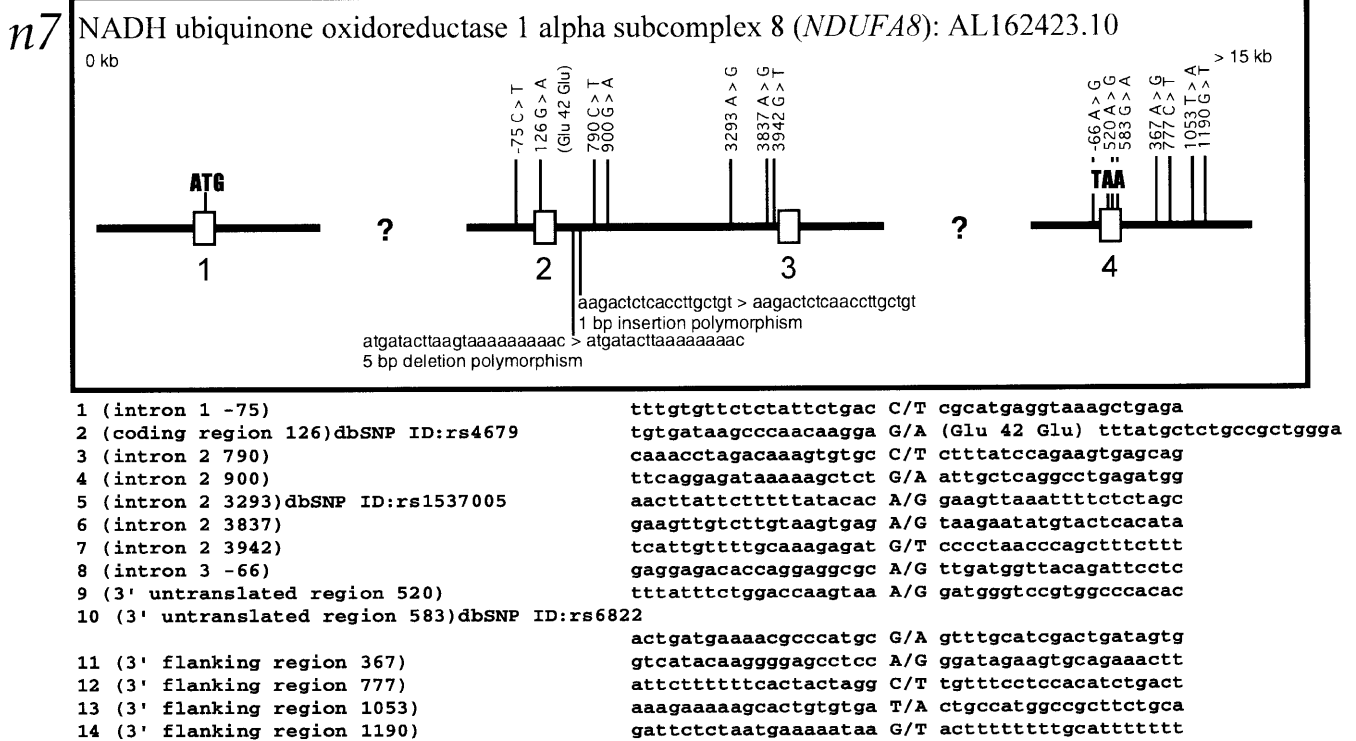 n7 NADH ubiquinone oxidoreductase 1 alpha subcomplex 8 (NDUFA8): AL162423.10
0 kb
> 15 kb
-75 C > T
126 G > A
(Glu 42 Glu)
790 C > T
900 G > A
3293 A > G
3837 A > G
3942 G > T
-66 A > G
520 A > G
583 G > A
367 A > G
777 C > T
1053 T > A
1190 G > T
ATG
TAA
?
?
1
2
3
4
aagactctcaccttgctgt > aagactctcaaccttgctgt
1 bp insertion polymorphism
atgatacttaagtaaaaaaaaac > atgatacttaaaaaaaac
5 bp deletion polymorphism
1 (intron 1 -75) tttgtgttctctattctgac C/T cgcatgaggtaaagctgaga
2 (coding region 126)dbSNP ID:rs4679 tgtgataagcccaacaagga G/A (Glu 42 Glu) tttatgctctgccgctggga
3 (intron 2 790) caaacctagacaaagtgtgc C/T ctttatccagaagtgagcag
4 (intron 2 900) ttcaggagataaaaagctct G/A attgctcaggcctgagatgg
5 (intron 2 3293)dbSNP ID:rs1537005 aacttattctttttatacac A/G gaagttaaattttctctagc
6 (intron 2 3837) gaagttgtcttgtaagtgag A/G taagaatatgtactcacata
7 (intron 2 3942) tcattgttttgcaaagagat G/T cccctaacccagctttcttt
8 (intron 3 -66) gaggagacaccaggaggcgc A/G ttgatggttacagattcctc
9 (3' untranslated region 520) tttatttctggaccaagtaa A/G gatgggtccgtggcccacac
10 (3' untranslated region 583)dbSNP ID:rs6822
actgatgaaaacgcccatgc G/A gtttgcatcgactgatagtg
11 (3' flanking region 367) gtcatacaaggggagcctcc A/G ggatagaagtgcagaaactt
12 (3' flanking region 777) attcttttttcactactagg C/T tgtttcctccacatctgact
13 (3' flanking region 1053) aaagaaaaagcactgtgtga T/A ctgccatggccgcttctgca
14 (3' flanking region 1190) gattctctaatgaaaaataa G/T actttttttttgcattttttt